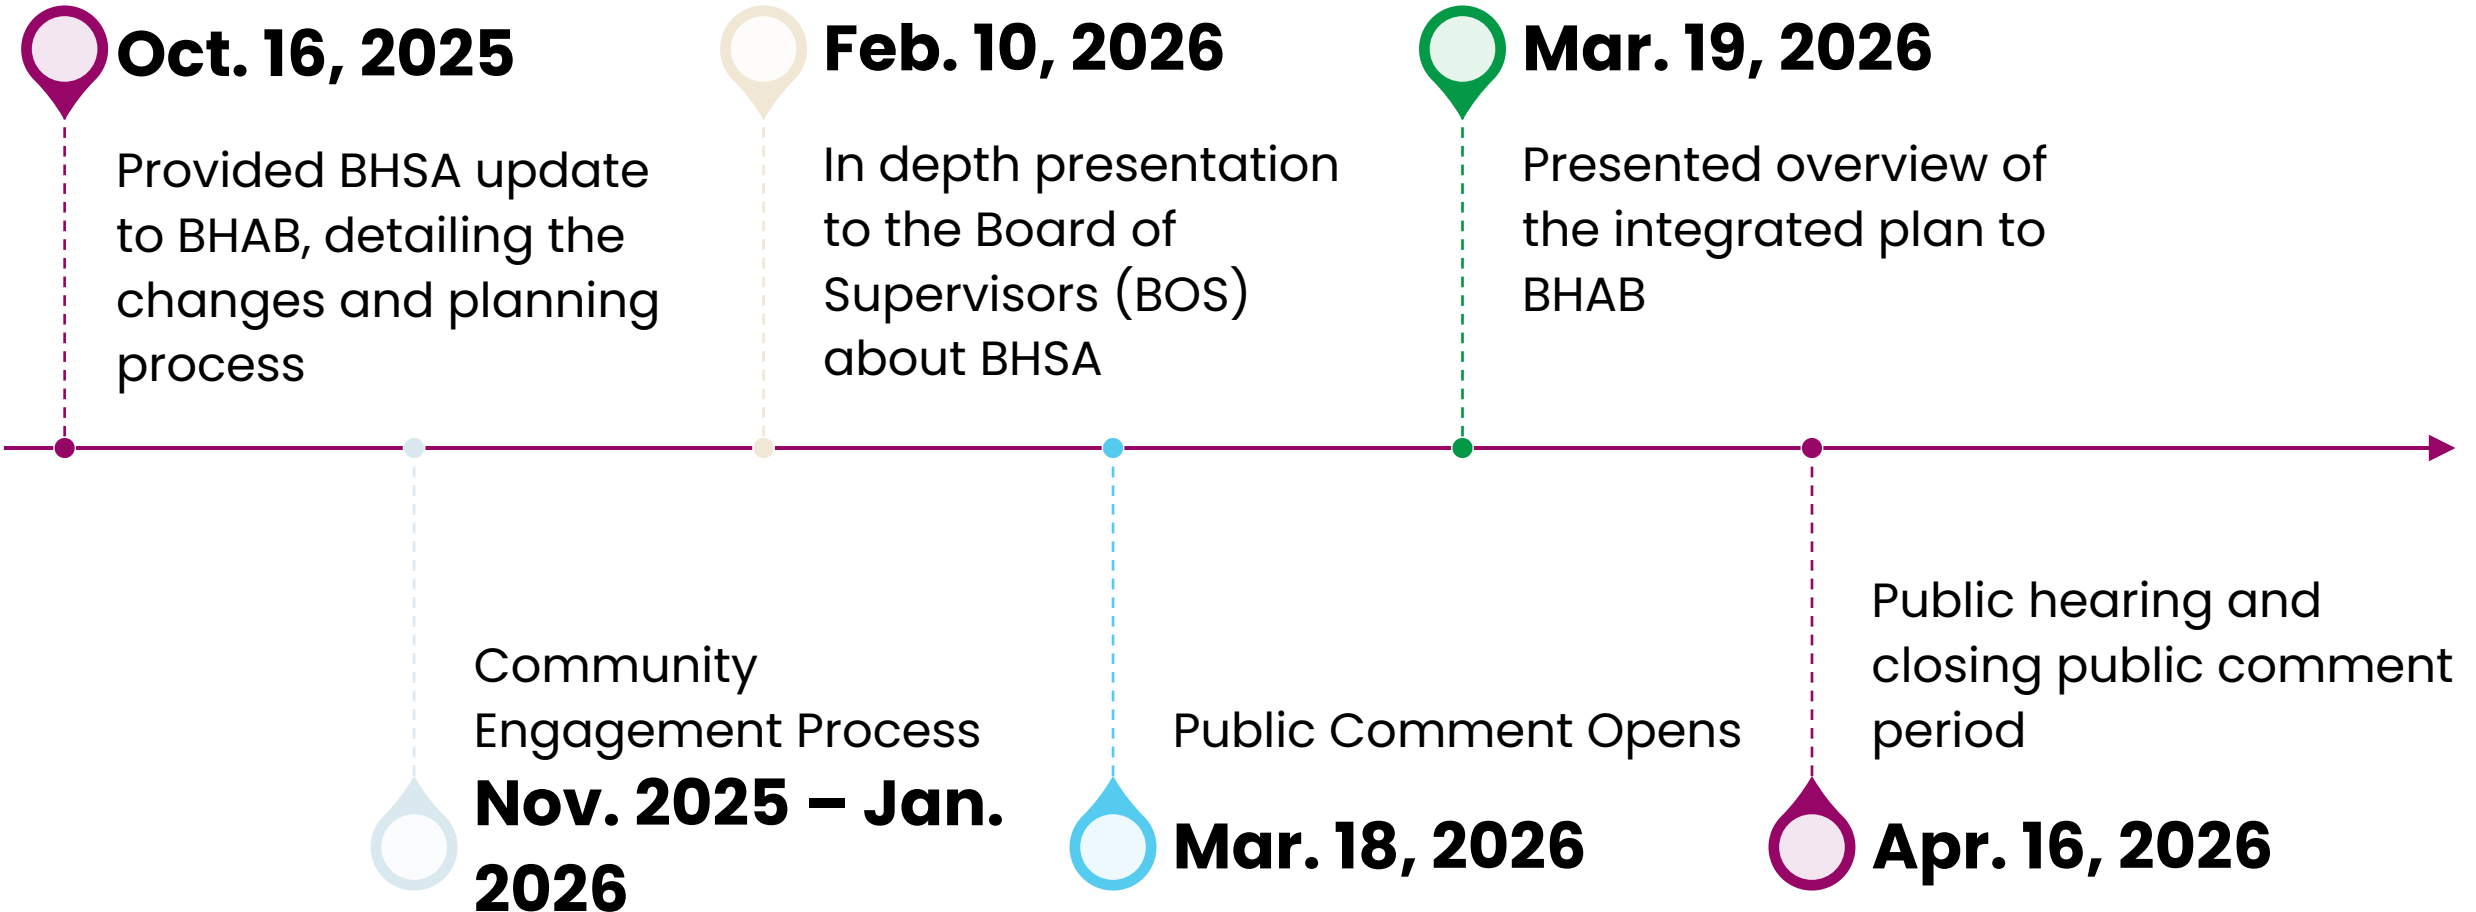 Oct. 16, 2025
Provided BHSA update
to BHAB, detailing the
changes and planning
process
Community
Engagement Process
Nov. 2025 – Jan.
2026
Feb. 10, 2026
In depth presentation
to the Board of
Supervisors (BOS)
about BHSA
Public Comment Opens
Mar. 18, 2026
Mar. 19, 2026
Presented overview of
the integrated plan to
BHAB
Public hearing and
closing public comment
period
Apr. 16, 2026